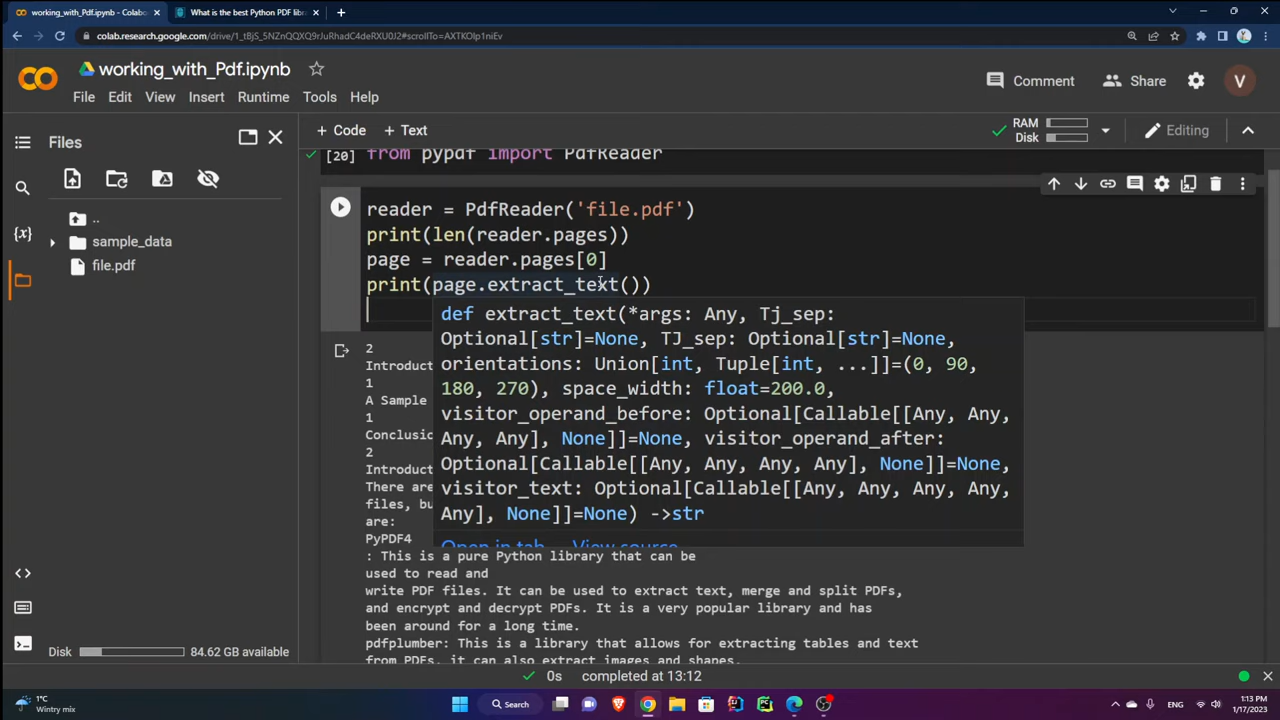 working_with_Pdf.ipynb - Colabo
What is the best Python PDF libr
colab.research.google.com/drive/1_tBjS_5NZnQQXQ9rJuRhadC4deRXU0J2#scrollTo=AXTKOIp1niEv
CO
working_with_Pdf.ipynb
Comment
Share
V
File Edit View Insert Runtime Tools Help
Files
+ Code + Text
RAM
Disk
Editing
[20]
from pypdf import PdfReader
..
sample_data
file.pdf
{x}
reader = PdfReader('file.pdf')
print(len(reader.pages))
page = reader.pages[0]
print(page.extract_text())
def extract_text(*args: Any, Tj_sep:
Optional[str]=None, TJ_sep: Optional[str]=None,
orientations: Union[int, Tuple[int, ...]]=(0, 90,
180, 270), space_width: float=200.0,
visitor_operand_before: Optional[Callable[[Any, Any,
Any, Any], None]]=None, visitor_operand_after:
Optional[Callable[[Any, Any, Any, Any], None]]=None,
visitor_text: Optional[Callable[[Any, Any, Any, Any,
Any], None]]=None) ->str
Open in tab View source
2
Introduct
1
A Sample
1
Conclusic
2
Introduct
There are
files, bu
are:
PyPDF4
: This is a pure Python library that can be
used to read and
write PDF files. It can be used to extract text, merge and split PDFs,
and encrypt and decrypt PDFs. It is a very popular library and has
been around for a long time.
pdfplumber: This is a library that allows for extracting tables and text
from PDFs, it can also extract images and shapes.
Disk
84.62 GB available
0s completed at 13:12
1°C
Wintry mix
Search
1:13 PM
1/17/2023